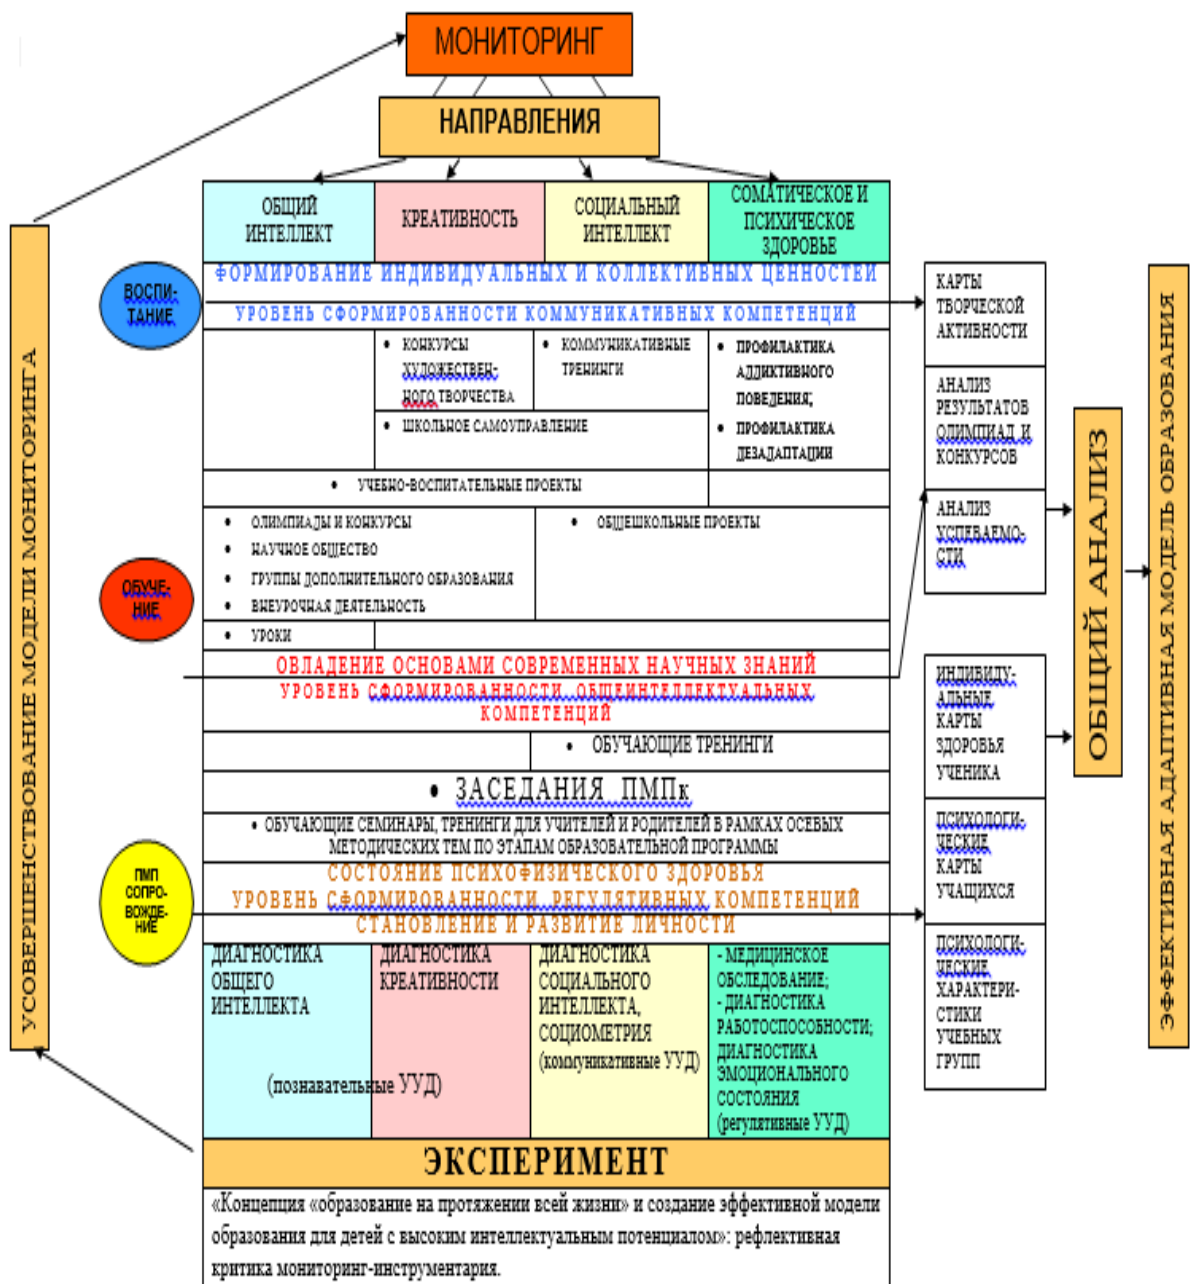 МОНИТОРИНГ
НАПРАВЛЕНИЯ
ОБЩИЙ
ИНТЕЛЛЕКТ
КРЕАТИВНОСТЬ
СОЦИАЛЬНЫЙ
ИНТЕЛЛЕКТ
СОМАТИЧЕСКОЕ И
ПСИХИЧЕСКОЕ
ЗДОРОВЬЕ
УСОВЕРШЕНСТВОВАНИЕ МОДЕЛИ МОНИТОРИНГА
ВОСПИ-
ТАНИЕ
ФОРМИРОВАНИЕ ИНДИВИДУАЛЬНЫХ И КОЛЛЕКТИВНЫХ ЦЕННОСТЕЙ
УРОВЕНЬ СФОРМИРОВАННОСТИ КОММУНИКАТИВНЫХ КОМПЕТЕНЦИЙ
• КОНКУРСЫ
ХУДОЖЕСТВЕН-
НОГО ТВОРЧЕСТВА
• КОММУНИКАТИВНЫЕ
ТРЕНИНГИ
• ПРОФИЛАКТИКА
АДДИКТИВНОГО
ПОВЕДЕНИЯ;
• ПРОФИЛАКТИКА
ДЕЗАДАПТАЦИИ
• ШКОЛЬНОЕ САМОУПРАВЛЕНИЕ
• УЧЕБНО-ВОСПИТАТЕЛЬНЫЕ ПРОЕКТЫ
ОБУЧЕ-
НИЕ
• ОЛИМПИАДЫ И КОНКУРСЫ
• НАУЧНОЕ ОБЩЕСТВО
• ГРУППЫ ДОПОЛНИТЕЛЬНОГО ОБРАЗОВАНИЯ
• ВНЕУРОЧНАЯ ДЕЯТЕЛЬНОСТЬ
• ОБЩЕШКОЛЬНЫЕ ПРОЕКТЫ
• УРОКИ
ОВЛАДЕНИЕ ОСНОВАМИ СОВРЕМЕННЫХ НАУЧНЫХ ЗНАНИЙ
УРОВЕНЬ СФОРМИРОВАННОСТИ ОБЩЕИНТЕЛЛЕКТУАЛЬНЫХ
КОМПЕТЕНЦИЙ
• ОБУЧАЮЩИЕ ТРЕНИНГИ
• ЗАСЕДАНИЯ ПМПк
• ОБУЧАЮЩИЕ СЕМИНАРЫ, ТРЕНИНГИ ДЛЯ УЧИТЕЛЕЙ И РОДИТЕЛЕЙ В РАМКАХ ОСЕВЫХ
МЕТОДИЧЕСКИХ ТЕМ ПО ЭТАПАМ ОБРАЗОВАТЕЛЬНОЙ ПРОГРАММЫ
ПМП
СОПРО-
ВОЖДЕ-
НИЕ
СОСТОЯНИЕ ПСИХОФИЗИЧЕСКОГО ЗДОРОВЬЯ
УРОВЕНЬ СФОРМИРОВАННОСТИ РЕГУЛЯТИВНЫХ КОМПЕТЕНЦИЙ
СТАНОВЛЕНИЕ И РАЗВИТИЕ ЛИЧНОСТИ
ДИАГНОСТИКА
ОБЩЕГО
ИНТЕЛЛЕКТА
ДИАГНОСТИКА
КРЕАТИВНОСТИ
(познавательные УУД)
ДИАГНОСТИКА
СОЦИАЛЬНОГО
ИНТЕЛЛЕКТА,
СОЦИОМЕТРИЯ
(коммуникативные УУД)
- МЕДИЦИНСКОЕ
ОБСЛЕДОВАНИЕ;
- ДИАГНОСТИКА
РАБОТОСПОСОБНОСТИ;
ДИАГНОСТИКА
ЭМОЦИОНАЛЬНОГО
СОСТОЯНИЯ
(регулятивные УУД)
ЭКСПЕРИМЕНТ
«Концепция «образование на протяжении всей жизни» и создание эффективной модели
образования для детей с высоким интеллектуальным потенциалом»: рефлективная
критика мониторинг-инструментария.
КАРТЫ
ТВОРЧЕСКОЙ
АКТИВНОСТИ
АНАЛИЗ
РЕЗУЛЬТАТОВ
ОЛИМПИАД И
КОНКУРСОВ
АНАЛИЗ
УСПЕВАЕМО-
СТИ
ИНДИВИДУ-
АЛЬНЫЕ
КАРТЫ
ЗДОРОВЬЯ
УЧЕНИКА
ПСИХОЛОГИ-
ЧЕСКИЕ
КАРТЫ
УЧАЩИХСЯ
ПСИХОЛОГИ-
ЧЕСКИЕ
ХАРАКТЕРИ-
СТИКИ
УЧЕБНЫХ
ГРУПП
ОБЩИЙ АНАЛИЗ
ЭФФЕКТИВНАЯ АДАПТИВНАЯ МОДЕЛЬ ОБРАЗОВАНИЯ